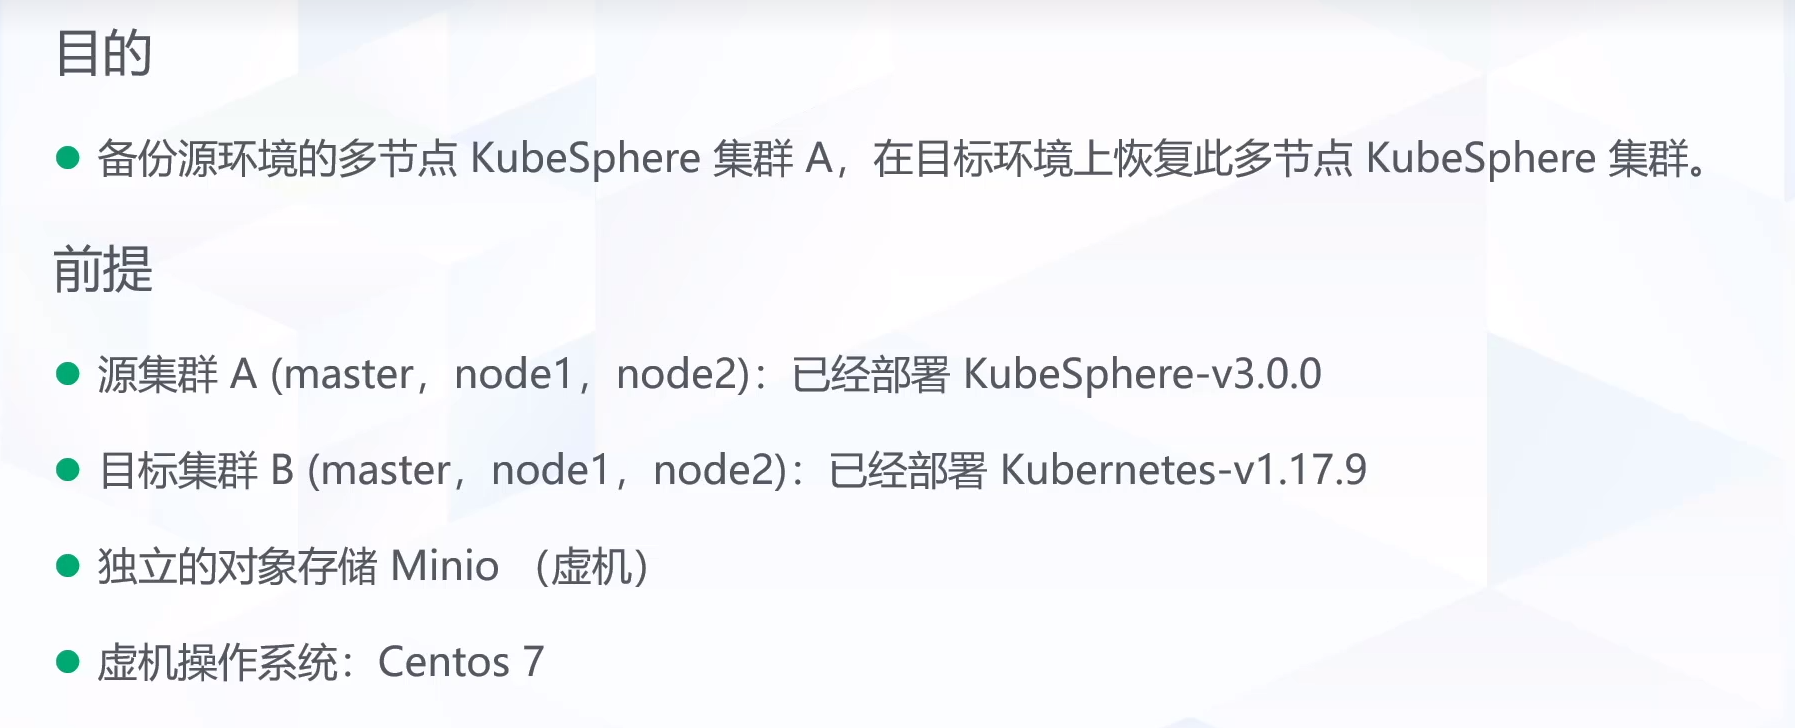 目的
备份源环境的多节点 KubeSphere 集群 A，在目标环境上恢复此多节点 KubeSphere 集群。
前提
源集群 A (master，node1，node2)：已经部署 KubeSphere-v3.0.0
目标集群 B (master，node1，node2)：已经部署 Kubernetes-v1.17.9
独立的对象存储 Minio （虚机）
虚机操作系统：Centos 7